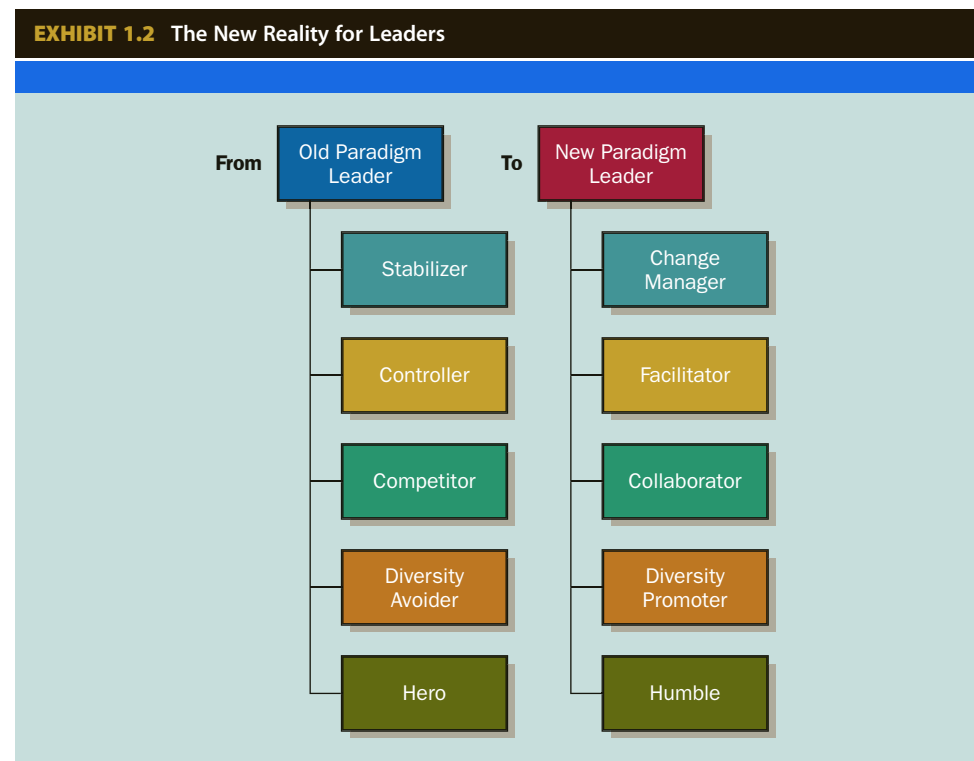 EXHIBIT 1.2 The New Reality for Leaders
From
Old Paradigm
Leader
To
New Paradigm
Leader
Stabilizer
Change
Manager
Controller
Facilitator
Competitor
Collaborator
Diversity
Avoider
Diversity
Promoter
Hero
Humble